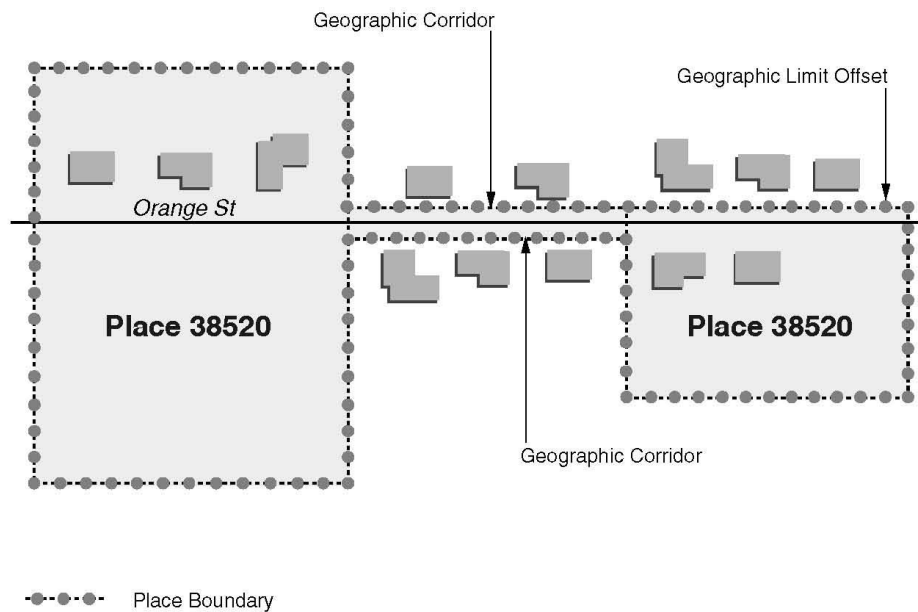 Geographic Corridor
Geographic Limit Offset
Orange St
Place 38520
Place 38520
Geographic Corridor
Place Boundary